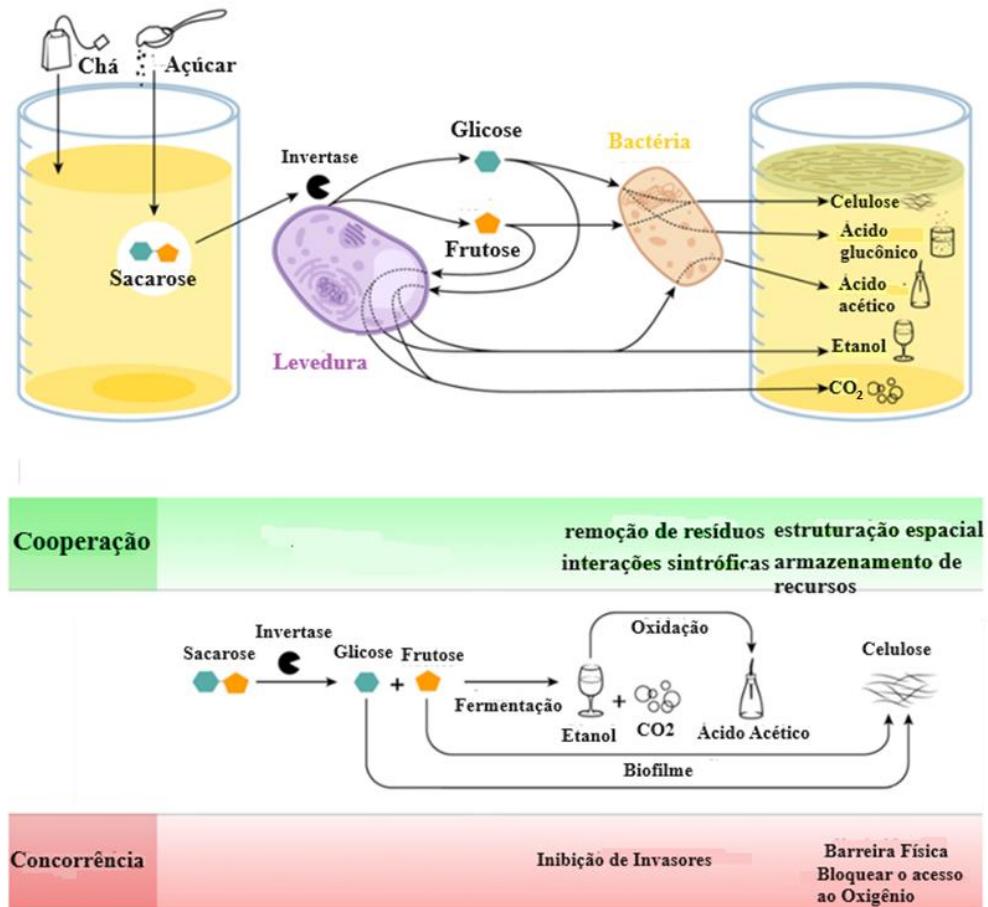 Chá
Açúcar
Sacarose
Invertase
Glicose
Frutose
Levedura
Bactéria
Celulose
Ácido
glucônico
Ácido
acético
Etanol
CO2
Cooperação
remoção de resíduos estruturação espacial
interações sintróficas armazenamento de
recursos
Sacarose
Invertase
Glicose
Frutose
Fermentação
Oxidação
Etanol
CO2
Ácido Acético
Celulose
Biofilme
Concorrência
Inibição de Invasores
Barreira Física
Bloquear o acesso
ao Oxigênio